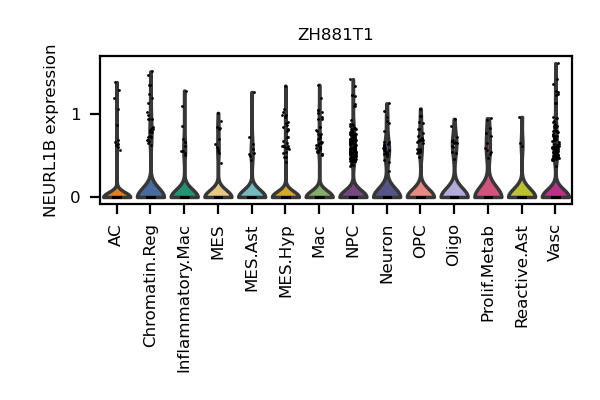 ZH881T1
NEURL1B expression
1
0
AC
Chromatin.Reg
Inflammatory.Mac
MES
MES.Ast
MES.Hyp
Mac
NPC
Neuron
OPC
Oligo
Prolif.Metab
Reactive.Ast
Vasc